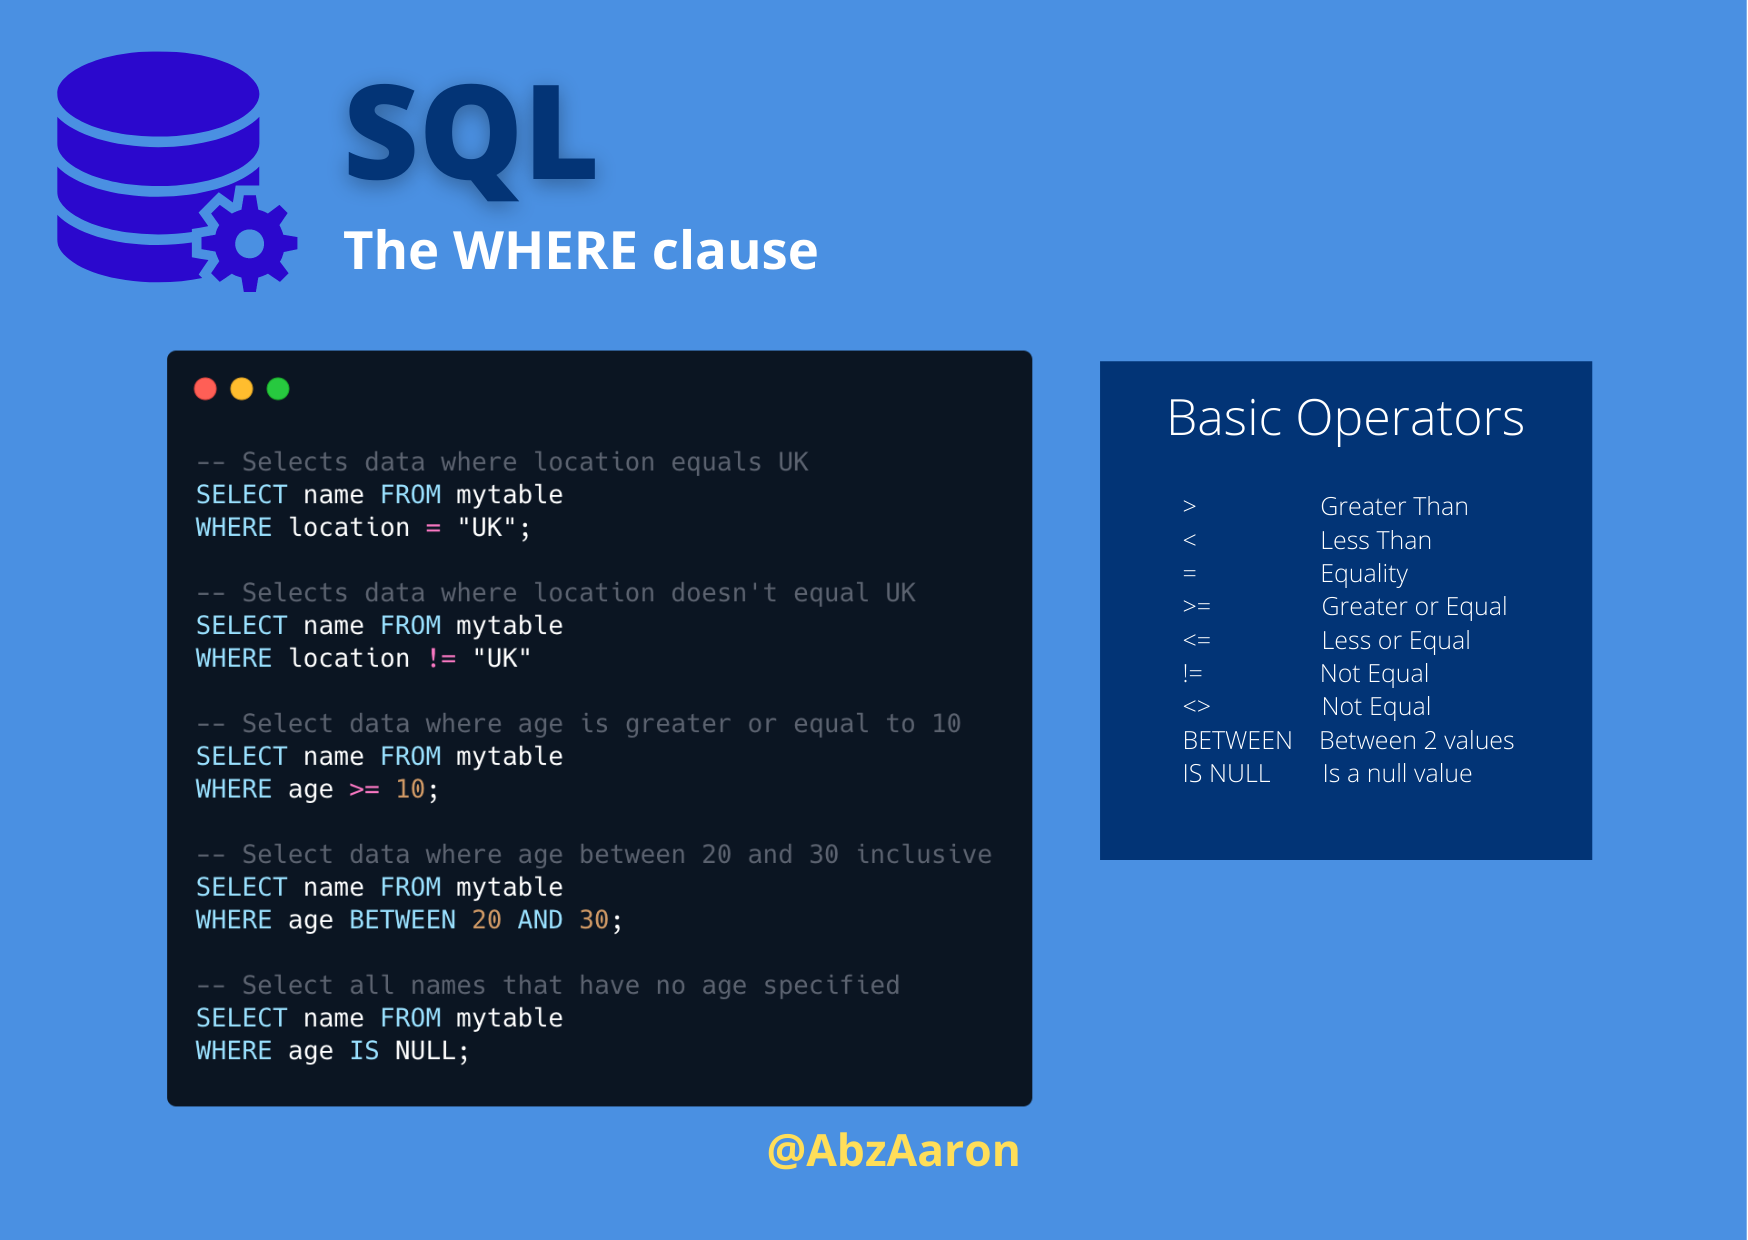 SQL
The WHERE clause
-- Selects data where location equals UK
SELECT name FROM mytable
WHERE location = "UK";
-- Selects data where location doesn't equal UK
SELECT name FROM mytable
WHERE location != "UK"
-- Select data where age is greater or equal to 10
SELECT name FROM mytable
WHERE age >= 10;
-- Select data where age between 20 and 30 inclusive
SELECT name FROM mytable
WHERE age BETWEEN 20 AND 30;
-- Select all names that have no age specified
SELECT name FROM mytable
WHERE age IS NULL;
Basic Operators
> Greater Than
< Less Than
= Equality
>= Greater or Equal
<= Less or Equal
!= Not Equal
<> Not Equal
BETWEEN Between 2 values
IS NULL Is a null value
@AbzAaron